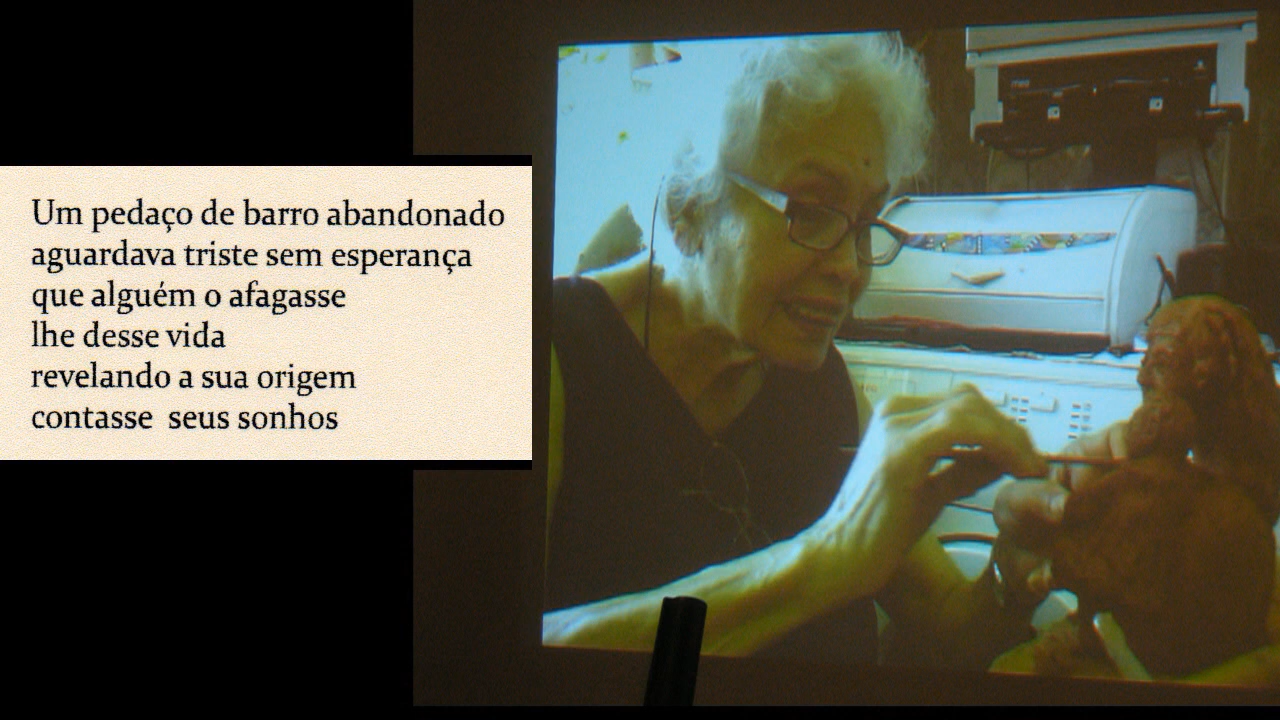 Um pedaço de barro abandonado
aguardava triste sem esperança
que alguém o afagasse
lhe desse vida
revelando a sua origem
contasse  seus sonhos